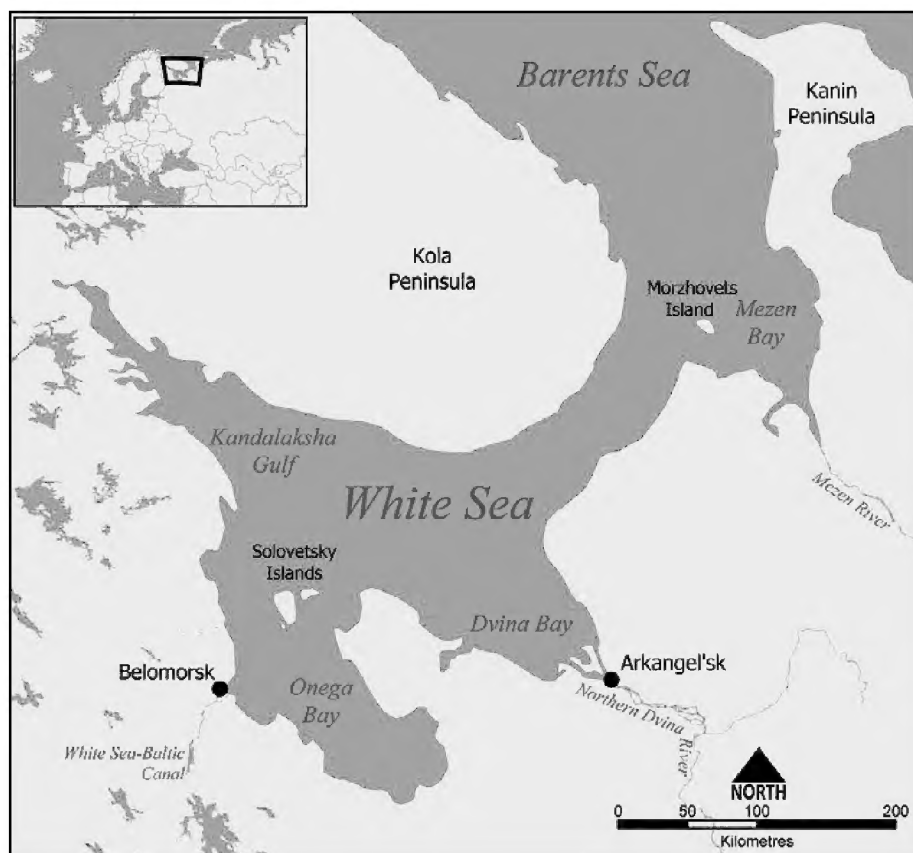 Barents Sea
Kanin
Peninsula
Kola
Peninsula
Morzhovets
Island
Mezen
Bay
Kandalaksha
Gulf
White Sea
Mezen River
Solovetsky
Islands
Dvina Bay
Belomorsk
Arkangel'sk
Onega
Bay
Northern Dvina
River
White Sea-Baltic
Canal
NORTH
0 50 100 200
Kilometres